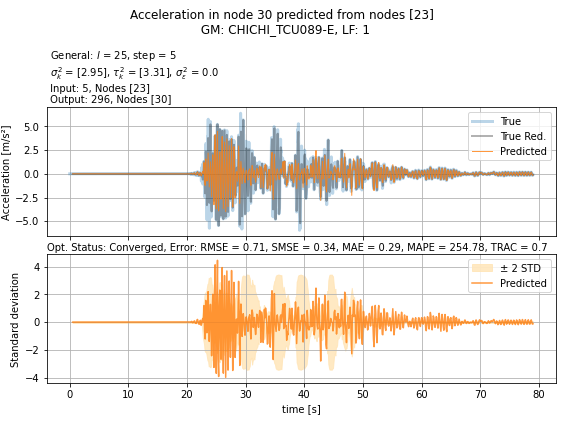 Acceleration in node 30 predicted from nodes [23]
GM: CHICHI_TCU089-E, LF: 1
General: l = 25, step = 5
σ²ₖ = [2.95], τ²ₖ = [3.31], σ²ε = 0.0
Input: 5, Nodes [23]
Output: 296, Nodes [30]
Acceleration [m/s²]
5.0
2.5
0.0
−2.5
−5.0
True
True Red.
Predicted
Opt. Status: Converged, Error: RMSE = 0.71, SMSE = 0.34, MAE = 0.29, MAPE = 254.78, TRAC = 0.7
Standard deviation
4
2
0
−2
−4
± 2 STD
Predicted
0 10 20 30 40 50 60 70 80
time [s]